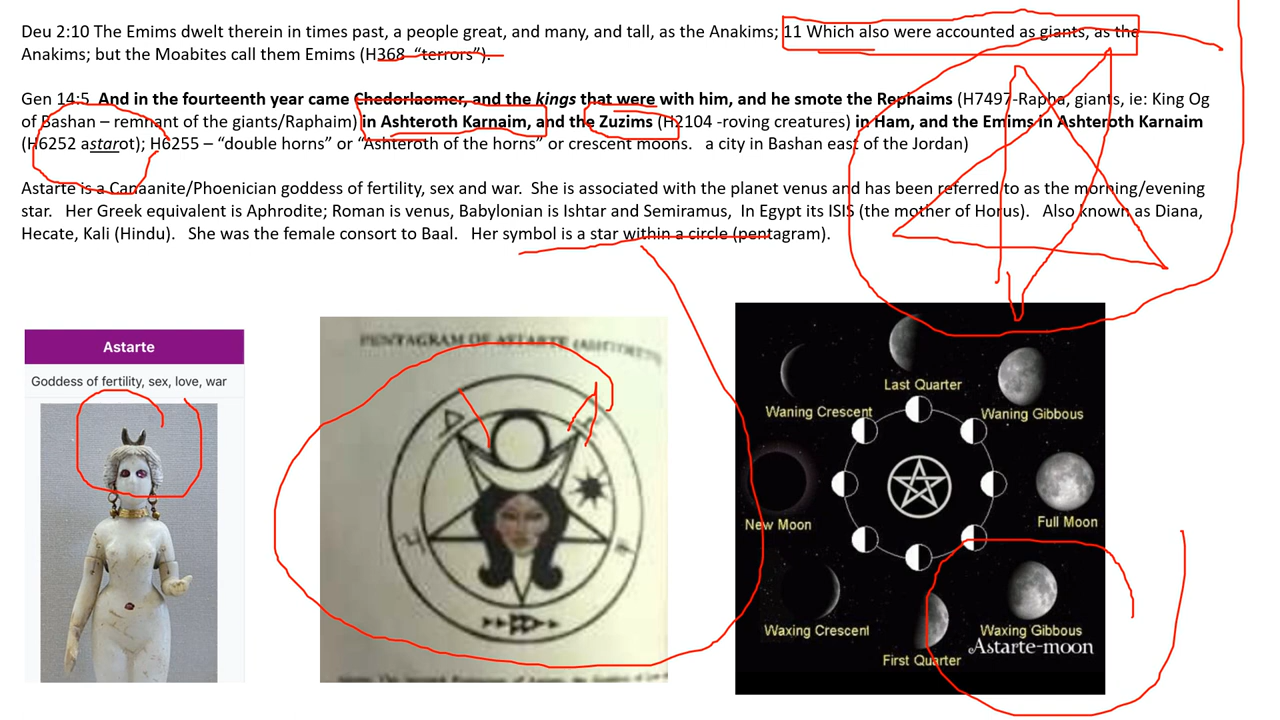 Deu 2:10 The Emims dwelt therein in times past, a people great, and many, and tall, as the Anakims; 11 Which also were accounted as giants, as the
Anakims; but the Moabites call them Emims (H368 “terrors”).
Gen 14:5 And in the fourteenth year came Chedorlaomer, and the kings that were with him, and he smote the Rephaims (H7497-Rapha, giants, ie: King Og
of Bashan – remnant of the giants/Raphaim) in Ashteroth Karnaim, and the Zuzims (H2104 -roving creatures) in Ham, and the Emims in Ashteroth Karnaim
(H6252 astarot); H6255 – “double horns” or “Ashteroth of the horns” or crescent moons.   a city in Bashan east of the Jordan)
Astarte is a Canaanite/Phoenician goddess of fertility, sex and war.  She is associated with the planet venus and has been referred to as the morning/evening
star.   Her Greek equivalent is Aphrodite; Roman is venus, Babylonian is Ishtar and Semiramus,  In Egypt its ISIS (the mother of Horus).   Also known as Diana,
Hecate, Kali (Hindu).   She was the female consort to Baal.   Her symbol is a star within a circle (pentagram).
Astarte
Goddess of fertility, sex, love, war
PENTAGRAM OF ASTARTE
Last Quarter
Waning Crescent
Waning Gibbous
New Moon
Full Moon
Waxing Crescent
Waxing Gibbous
Astarte-moon
First Quarter